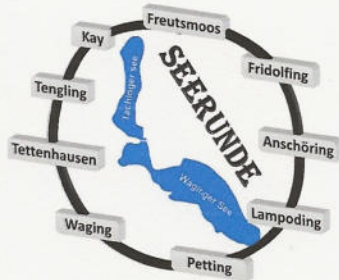 Freutsmoos
Kay
SEERUNDE
Fridolfing
Tengling
Tachinger see
Anschöring
Tettenhausen
Waginger See
Lampoding
Waging
Petting